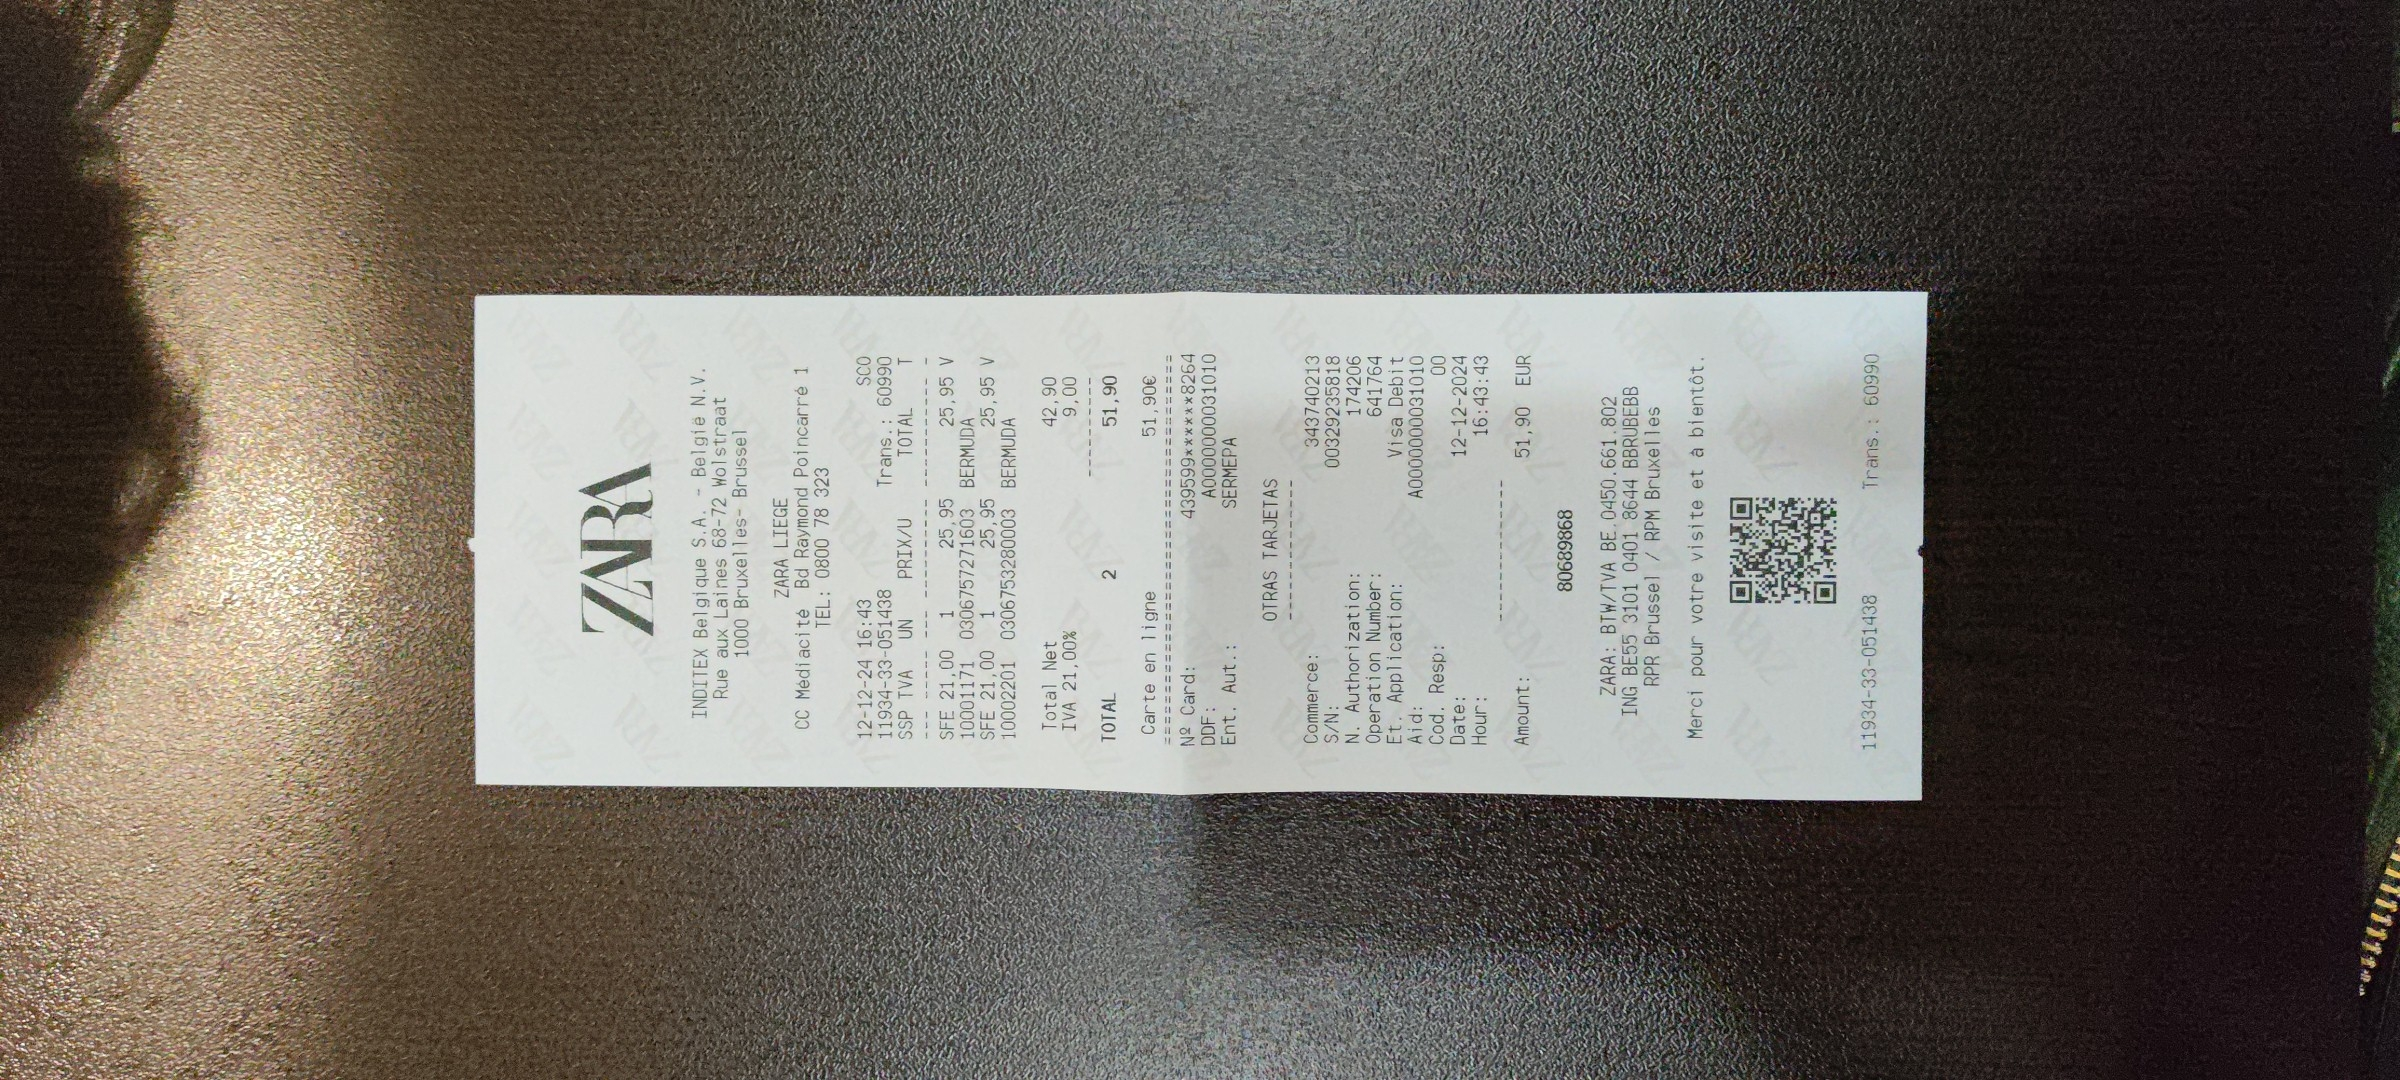 ZARA
INDITEX Belgique S.A. - België N.V.
Rue aux Laines 68-72 Wolstraat
1000 Bruxelles- Brussel
ZARA LIEGE
CC Médiacité Bd Raymond Poincarré 1
TEL: 0800 78 323
12-12-24 16:43 SCO
11934-33-051438 Trans.: 60990
SSP TVA UN PRIX/U TOTAL T
--- ----- --- ---------- ---------- -
SFE 21,00 1 25,95 25,95 V
10001171 03067572716​03 BERMUDA
SFE 21,00 1 25,95 25,95 V
10002201 03067532800​03 BERMUDA
Total Net 42,90
IVA 21,00% 9,00
----------
TOTAL 2 51,90
Carte en ligne 51,90€
========================================
Nº Card: 439599******8264
DDF: A0000000031010
Ent. Aut.: SERMEPA
OTRAS TARJETAS
--------------
Commerce: 343740213
S/N: 00329235818
N. Authorization: 174206
Operation Number: 641764
Et. Application: Visa Debit
Aid: A0000000031010
Cod. Resp: 00
Date: 12-12-2024
Hour: 16:43:43
--------------
Amount: 51,90 EUR
80689868
ZARA: BTW/TVA BE.0450.661.802
ING BE55 3101 0401 8644 BBRUBEBB
RPR Brussel / RPM Bruxelles
Merci pour votre visite et à bientôt.
11934-33-051438 Trans.: 60990